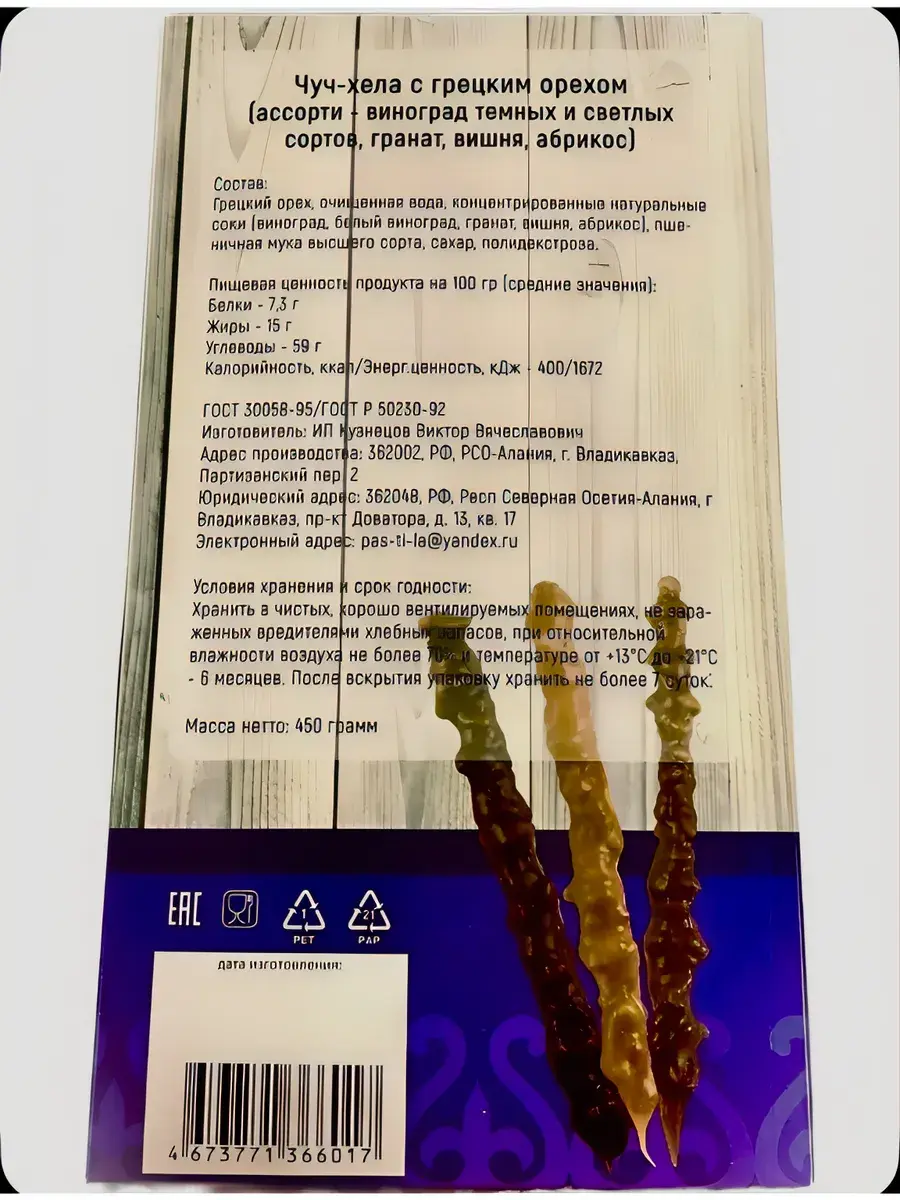 Чуч-хела с грецким орехом
(ассорти - виноград темных и светлых
сортов, гранат, вишня, абрикос)
Состав:
Грецкий орех, очищенная вода, концентрированные натуральные
соки (виноград, белый виноград, гранат, вишня, абрикос), пше-
ничная мука высшего сорта, сахар, полидекстроза.
Пищевая ценность продукта на 100 гр (средние значения):
Белки - 7,3 г
Жиры - 15 г
Углеводы - 59 г
Калорийность, ккал/Энерг.ценность, кДж - 400/1672
ГОСТ 30058-95/ГОСТ Р 50230-92
Изготовитель: ИП Кузнецов Виктор Вячеславович
Адрес производства: 362002, РФ, РСО-Алания, г. Владикавказ,
Партизанский пер. 2
Юридический адрес: 362048, РФ, Респ Северная Осетия-Алания, г
Владикавказ, пр-кт Доватора, д. 13, кв. 17
Электронный адрес: pas-ti-la@yandex.ru
Условия хранения и срок годности:
Хранить в чистых, хорошо вентилируемых помещениях, не зара-
женных вредителями хлебных запасов, при относительной
влажности воздуха не более 70% и температуре от +13°C до +21°C
- 6 месяцев. После вскрытия упаковку хранить не более 7 суток.
Масса нетто: 450 грамм
EAC
1 21
PET PAP
дата изготовления:
4 673771 366017